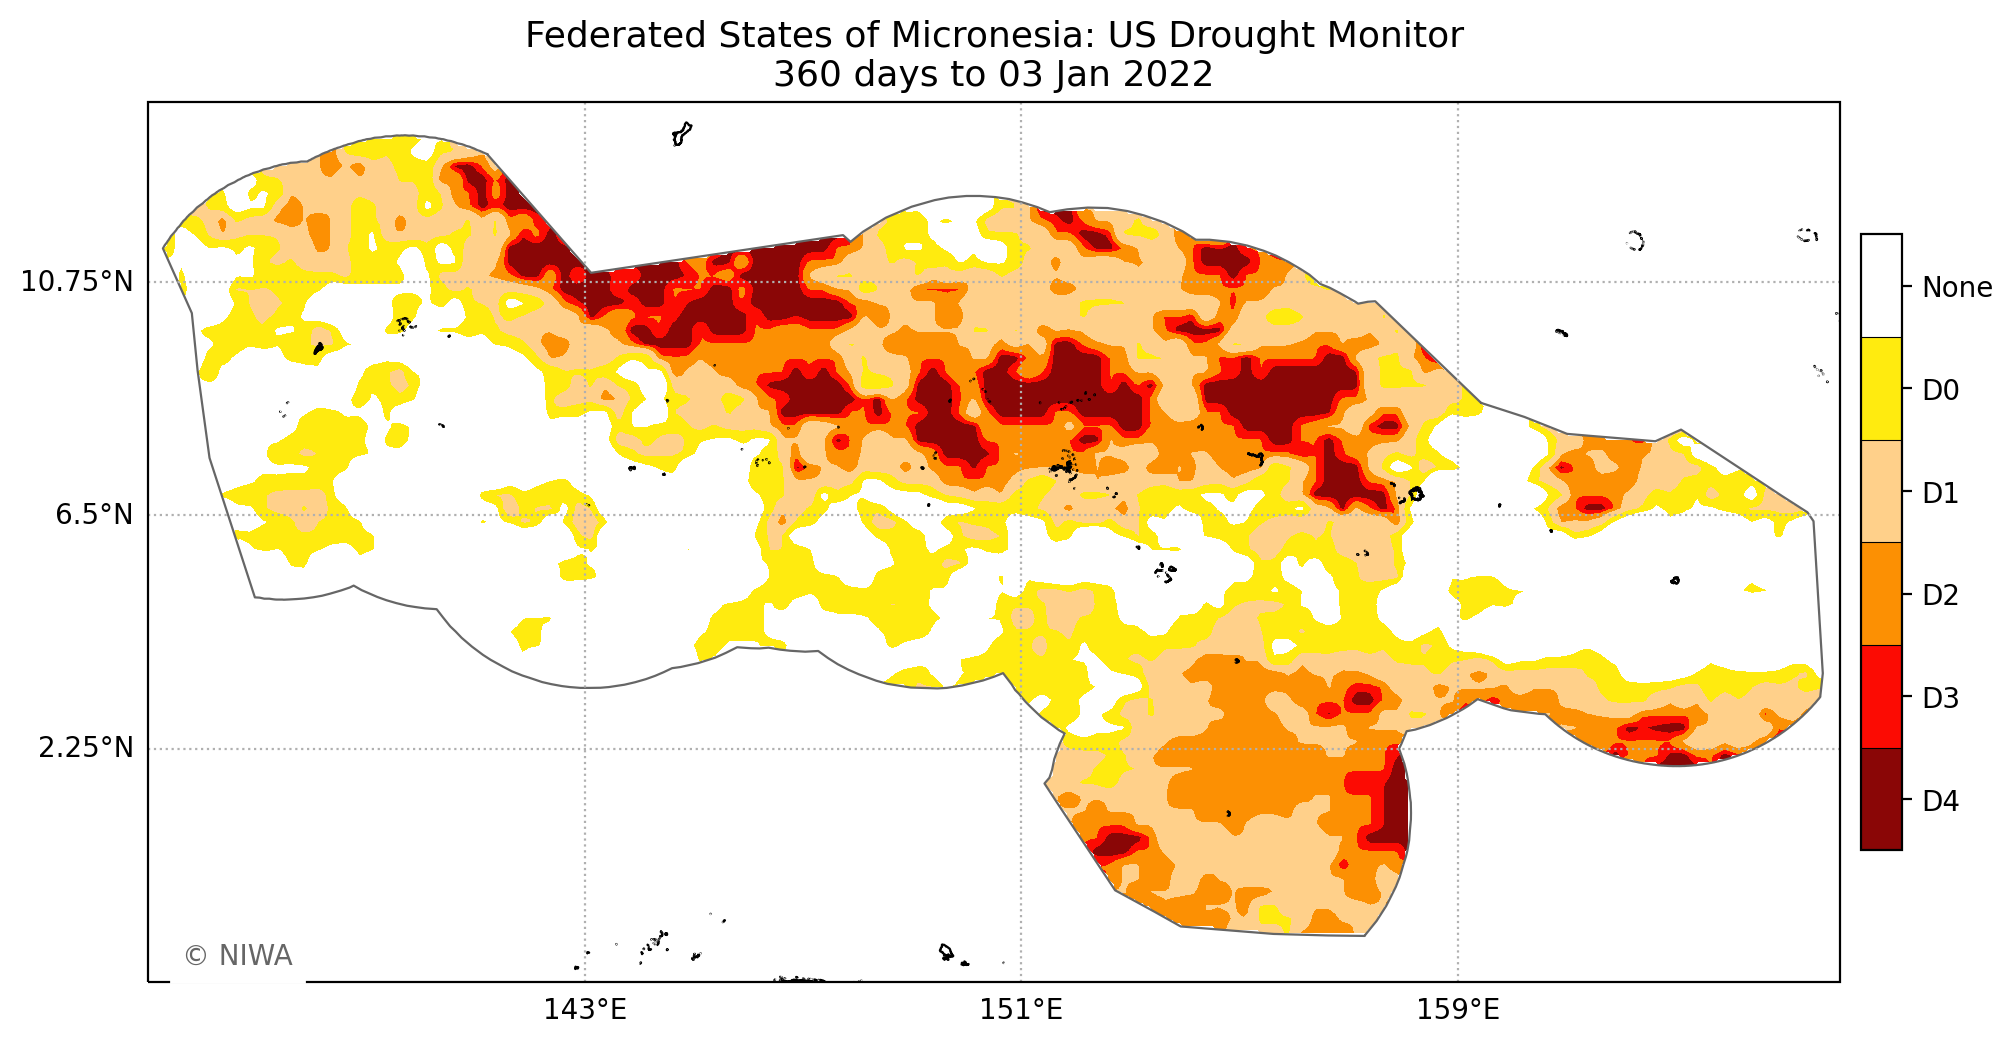 Federated States of Micronesia: US Drought Monitor
360 days to 03 Jan 2022
10.75°N
6.5°N
2.25°N
143°E
151°E
159°E
None
D0
D1
D2
D3
D4
© NIWA